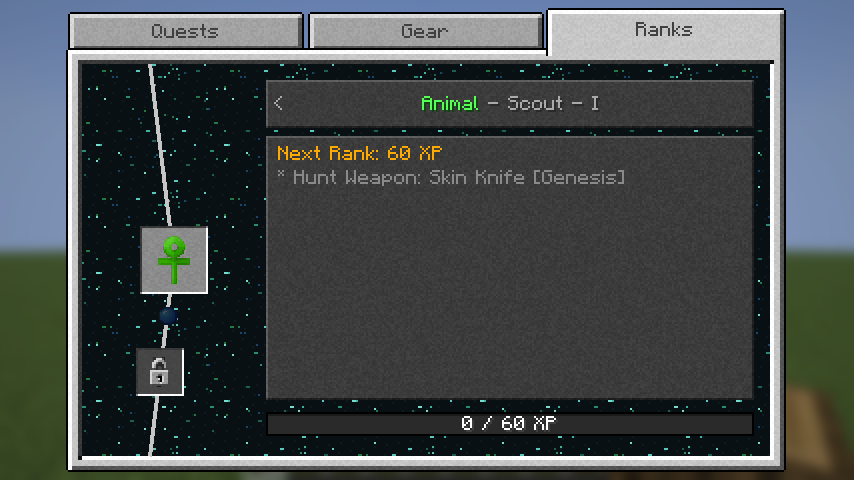 Quests
Gear
Ranks
< Animal - Scout - I
Next Rank: 60 XP
* Hunt Weapon: Skin Knife [Genesis]
0 / 60 XP